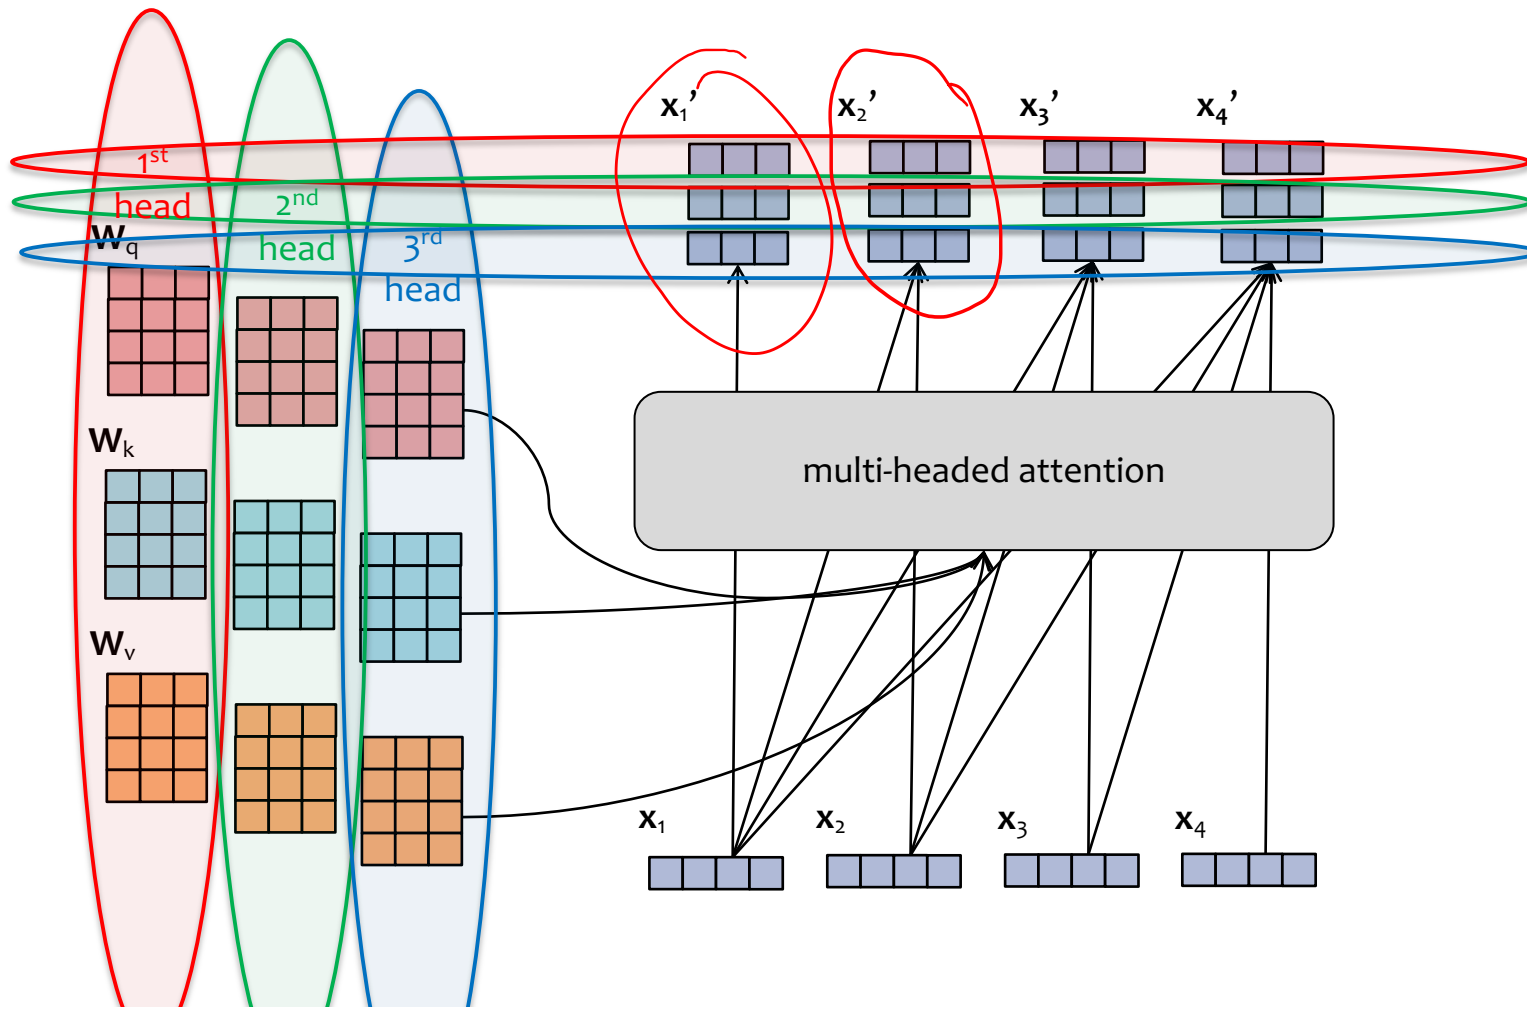 1st head
2nd head
3rd head
Wq
Wk
Wv
x1’
x2’
x3’
x4’
multi-headed attention
x1
x2
x3
x4